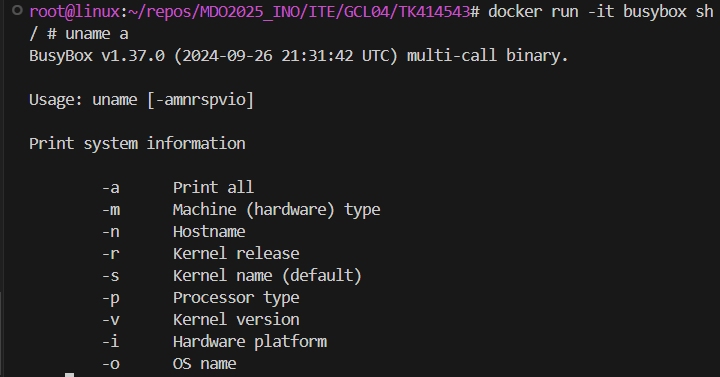 root@linux:~/repos/MDO2025_INO/ITE/GCL04/TK414543# docker run -it busybox sh
/ # uname a
BusyBox v1.37.0 (2024-09-26 21:31:42 UTC) multi-call binary.
Usage: uname [-amnrspvio]
Print system information
-a Print all
-m Machine (hardware) type
-n Hostname
-r Kernel release
-s Kernel name (default)
-p Processor type
-v Kernel version
-i Hardware platform
-o OS name